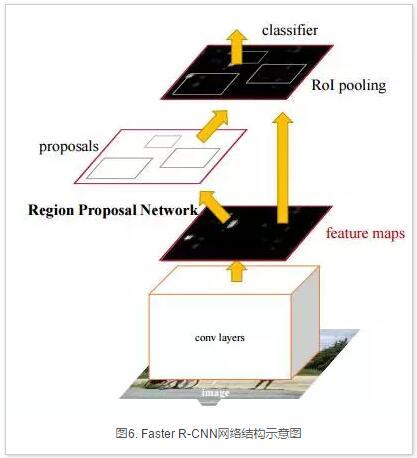 classifier
RoI pooling
proposals
Region Proposal Network
feature maps
conv layers
image
图6. Faster R-CNN网络结构示意图